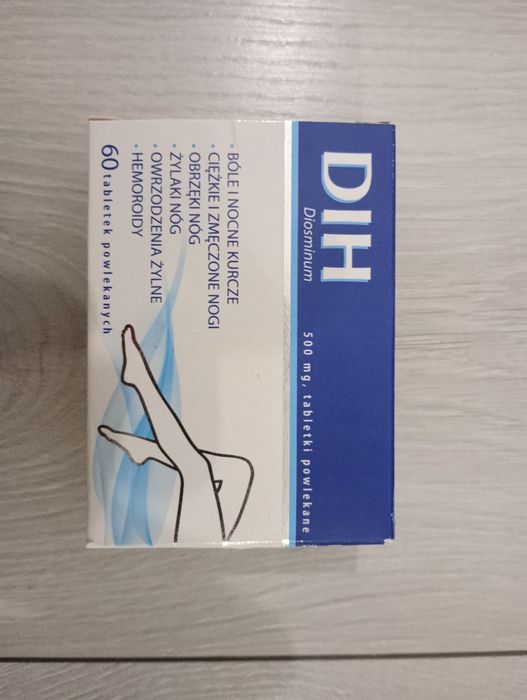 DIH
Diosminum
500 mg, tabletki powlekane
• BÓLE I NOCNE KURCZE
• CIĘŻKIE I ZMĘCZONE NOGI
• OBRZĘKI NÓG
• ŻYLAKI NÓG
• OWRZODZENIA ŻYLNE
• HEMOROIDY
60 tabletek powlekanych